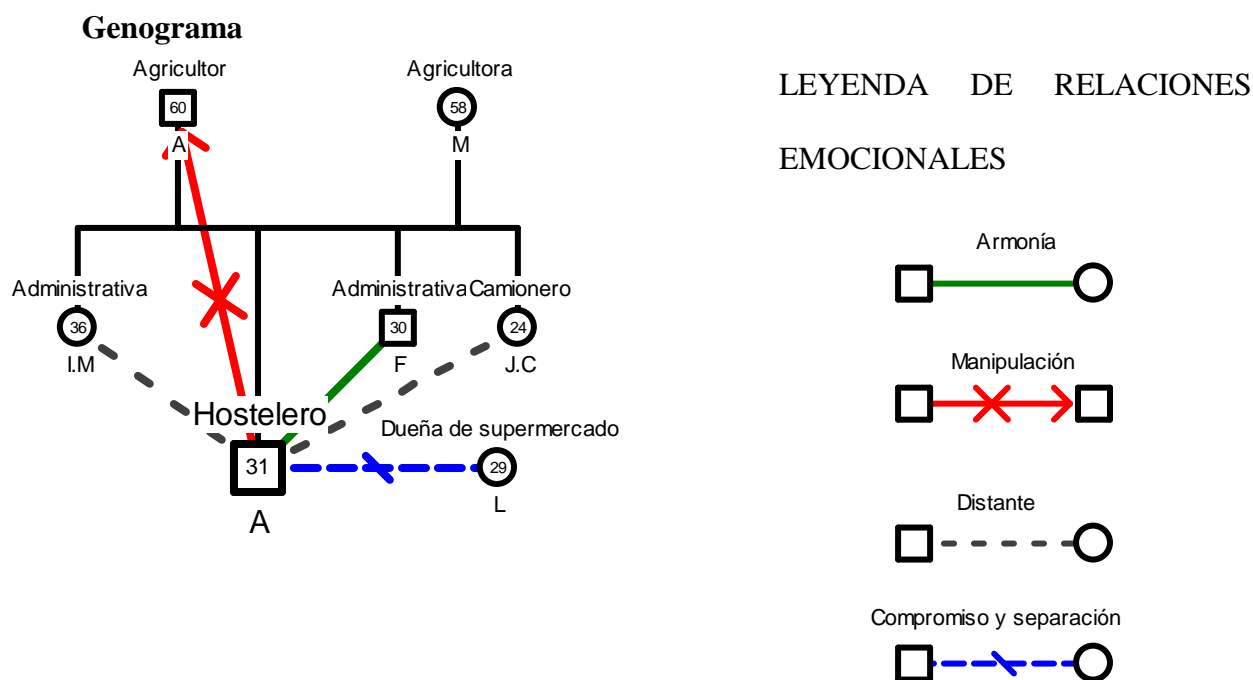 Genograma
Agricultor
Agricultora
60
58
A
M
Administrativa
Administrativa
Camionero
36
30
24
I.M
F
J.C
Hostelero
Dueña de supermercado
31
29
A
L
LEYENDA DE RELACIONES
EMOCIONALES
Armonía
Manipulación
Distante
Compromiso y separación